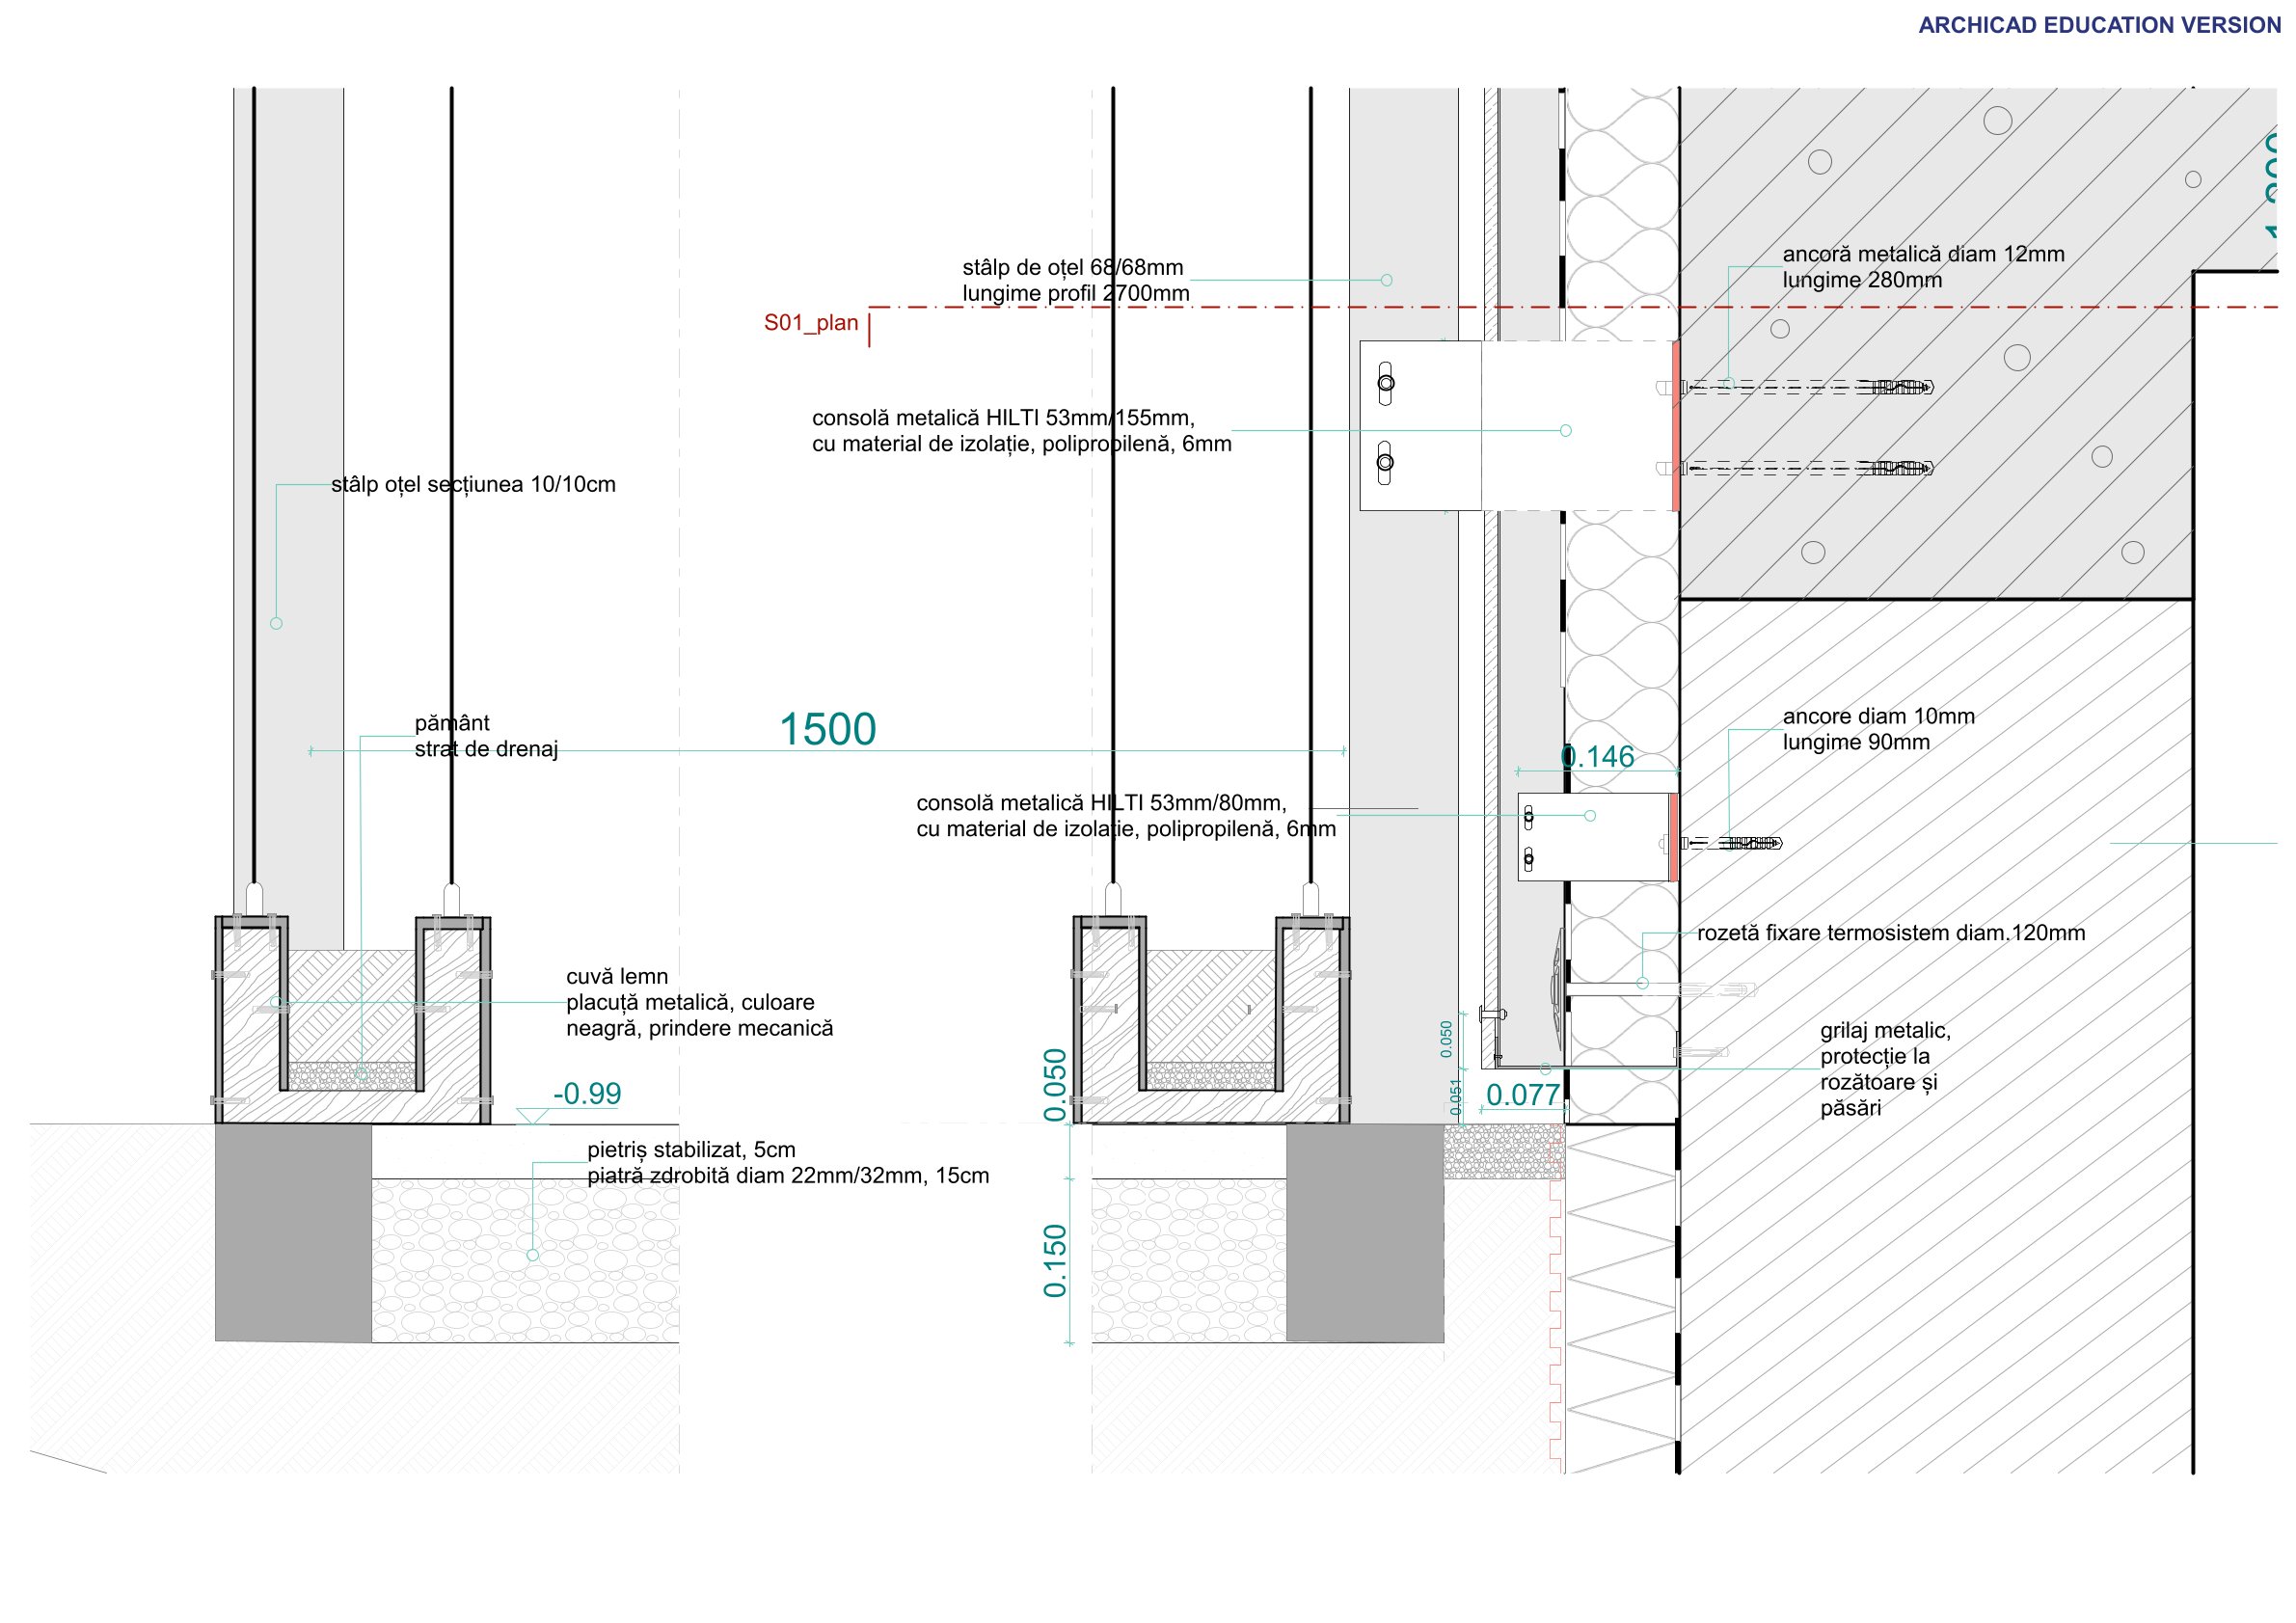 ARCHICAD EDUCATION VERSION
stâlp de oțel 68/68mm
lungime profil 2700mm
S01_plan
ancoră metalică diam 12mm
lungime 280mm
consolă metalică HILTI 53mm/155mm,
cu material de izolație, polipropilenă, 6mm
stâlp oțel secțiunea 10/10cm
pământ
strat de drenaj
1500
ancore diam 10mm
lungime 90mm
0.146
consolă metalică HILTI 53mm/80mm,
cu material de izolație, polipropilenă, 6mm
rozetă fixare termosistem diam.120mm
cuvă lemn
placuță metalică, culoare
neagră, prindere mecanică
grilaj metalic,
protecție la
rozătoare și
păsări
0.050
0.051
0.077
-0.99
0.050
pietriș stabilizat, 5cm
piatră zdrobită diam 22mm/32mm, 15cm
0.150